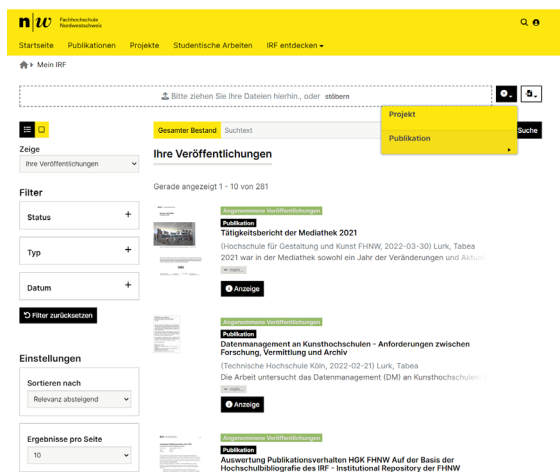 n|w Fachhochschule
Nordwestschweiz
Startseite Publikationen Projekte Studentische Arbeiten IRF entdecken
Mein IRF
Bitte ziehen Sie Ihre Dateien hierhin., oder stöbern
Projekt
Publikation
Gesamter Bestand Suchtext Suche
Zeige
Ihre Veröffentlichungen
Ihre Veröffentlichungen
Gerade angezeigt 1 - 10 von 281
Filter
Status +
Typ +
Datum +
Filter zurücksetzen
Angenommene Veröffentlichungen
Publikation
Tätigkeitsbericht der Mediathek 2021
(Hochschule für Gestaltung und Kunst FHNW, 2022-03-30) Lurk, Tabea
2021 war in der Mediathek sowohl ein Jahr der Veränderungen und
mehr...
Anzeige
Angenommene Veröffentlichungen
Publikation
Datenmanagement an Kunsthochschulen - Anforderungen zwischen
Forschung, Vermittlung und Archiv
(Technische Hochschule Köln, 2022-02-21) Lurk, Tabea
Die Arbeit untersucht das Datenmanagement (DM) an Kunsthochschulen
mehr...
Anzeige
Einstellungen
Sortieren nach
Relevanz absteigend
Ergebnisse pro Seite
10
Angenommene Veröffentlichungen
Publikation
Auswertung Publikationsverhalten HGK FHNW Auf der Basis der
Hochschulbibliografie des IRF - Institutional Repository der FHNW